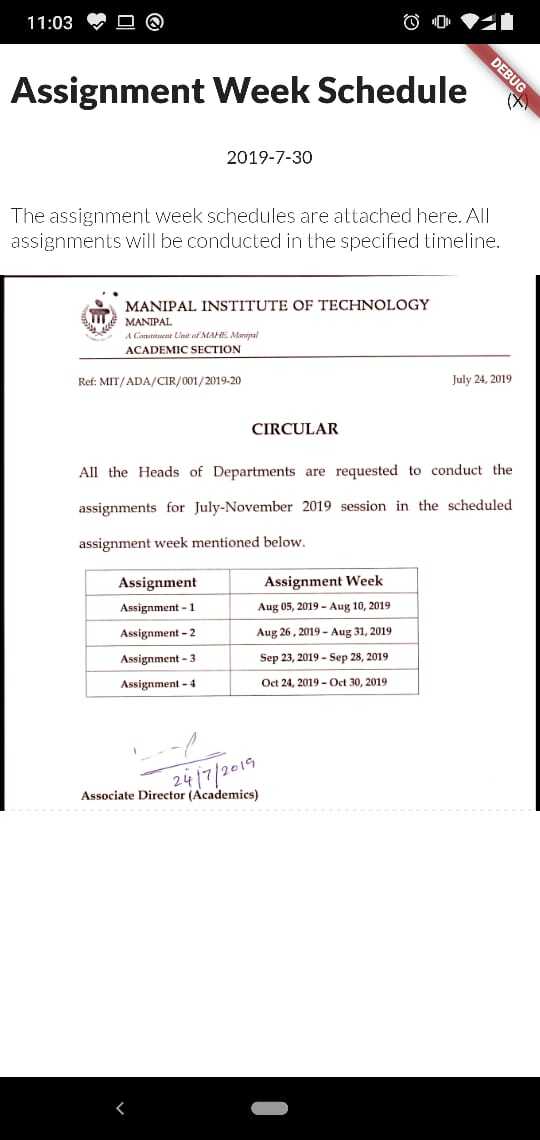 11:03
DEBUG
Assignment Week Schedule
(X)
2019-7-30
The assignment week schedules are attached here. All
assignments will be conducted in the specified timeline.
MANIPAL INSTITUTE OF TECHNOLOGY
MANIPAL
A Constituent Unit of MAHE, Manipal
ACADEMIC SECTION
Ref: MIT/ADA/CIR/001/2019-20 July 24, 2019
CIRCULAR
All the Heads of Departments are requested to conduct the
assignments for July-November 2019 session in the scheduled
assignment week mentioned below.
Assignment Assignment Week
Assignment - 1 Aug 05, 2019 - Aug 10, 2019
Assignment - 2 Aug 26 , 2019 - Aug 31, 2019
Assignment - 3 Sep 23, 2019 - Sep 28, 2019
Assignment - 4 Oct 24, 2019 - Oct 30, 2019
24/7/2019
Associate Director (Academics)